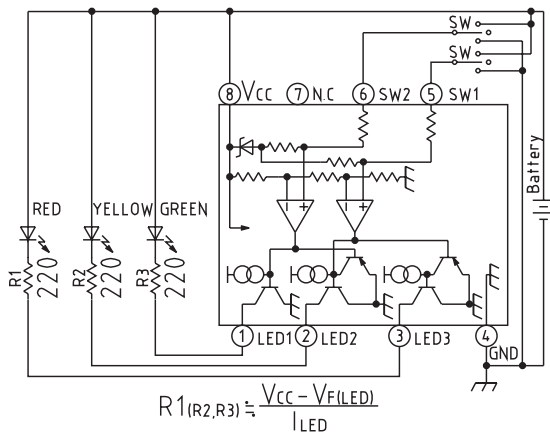 SW
SW
8 VCC
7 N.C
6 SW2
5 SW1
Battery
RED
YELLOW
GREEN
− +
− +
R1 220
R2 220
R3 220
1 LED1
2 LED2
3 LED3
4 GND
R1(R2,R3) ≒ VCC − VF(LED) / ILED